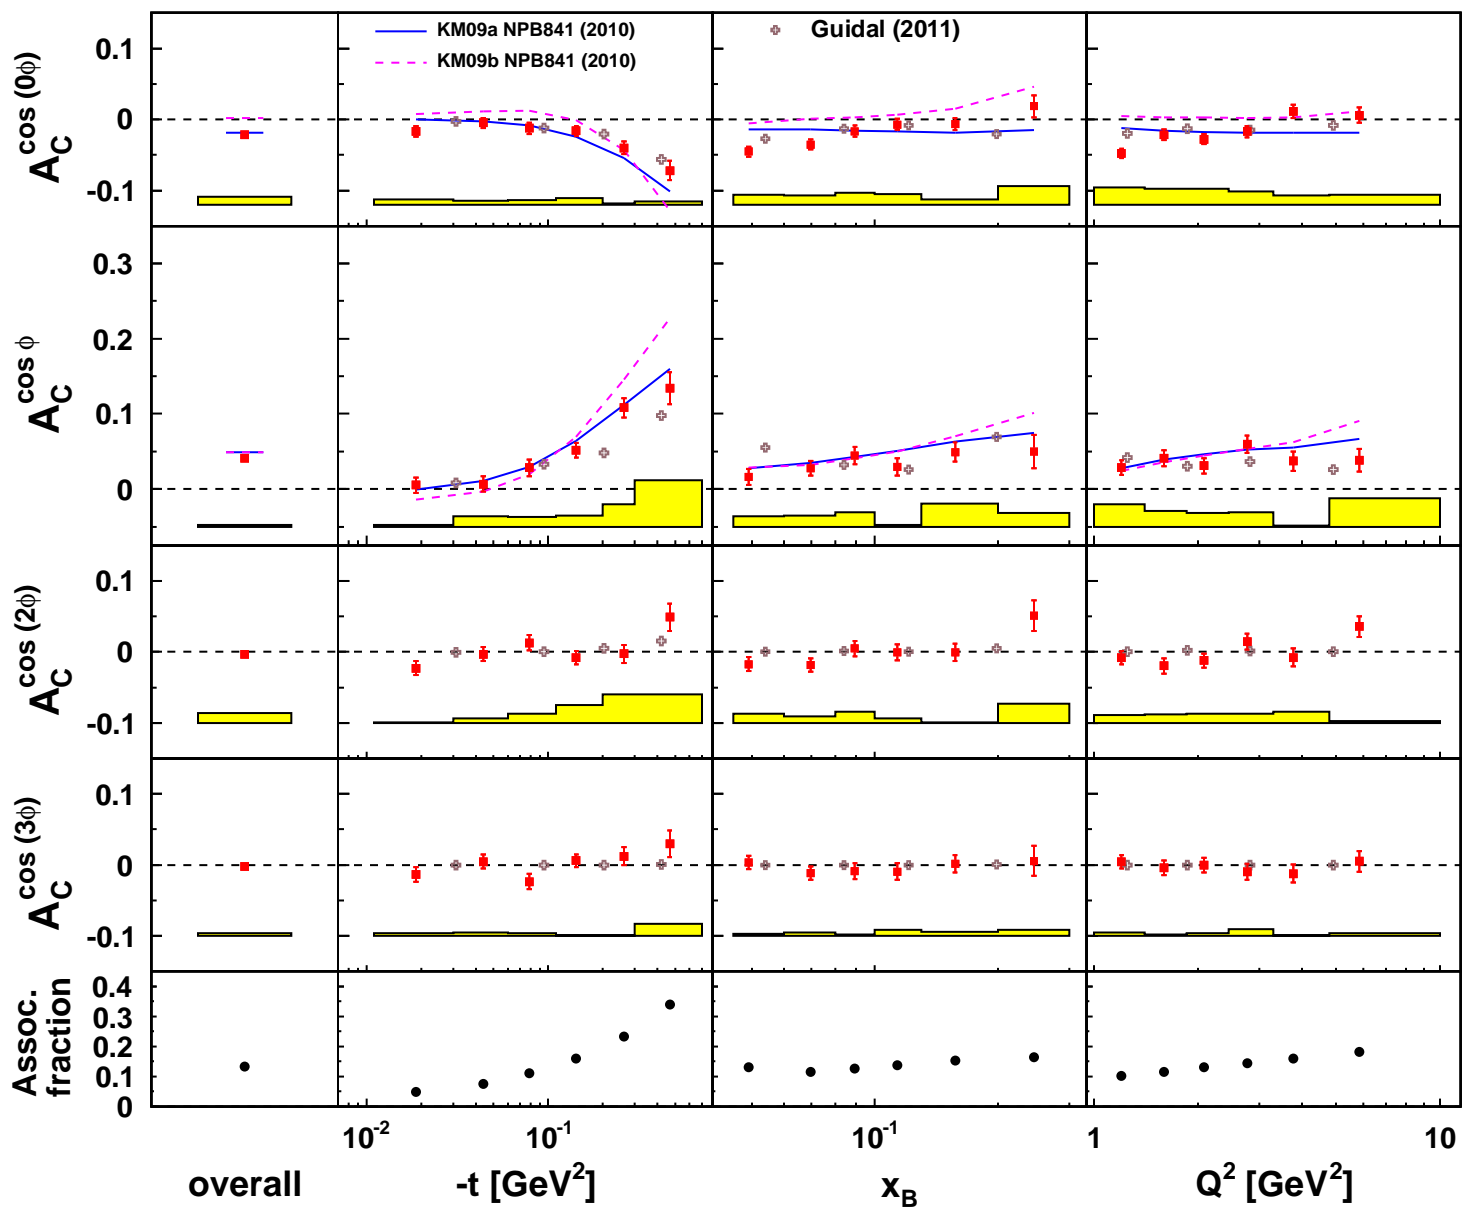 KM09a NPB841 (2010)
KM09b NPB841 (2010)
Guidal (2011)
A_C^cos (0ϕ)
0.1
0
-0.1
A_C^cos ϕ
0.3
0.2
0.1
0
A_C^cos (2ϕ)
0.1
0
-0.1
A_C^cos (3ϕ)
0.1
0
-0.1
Assoc.
fraction
0.4
0.3
0.2
0.1
0
10^-2 10^-1 10^-1 1 10
overall -t [GeV^2] x_B Q^2 [GeV^2]